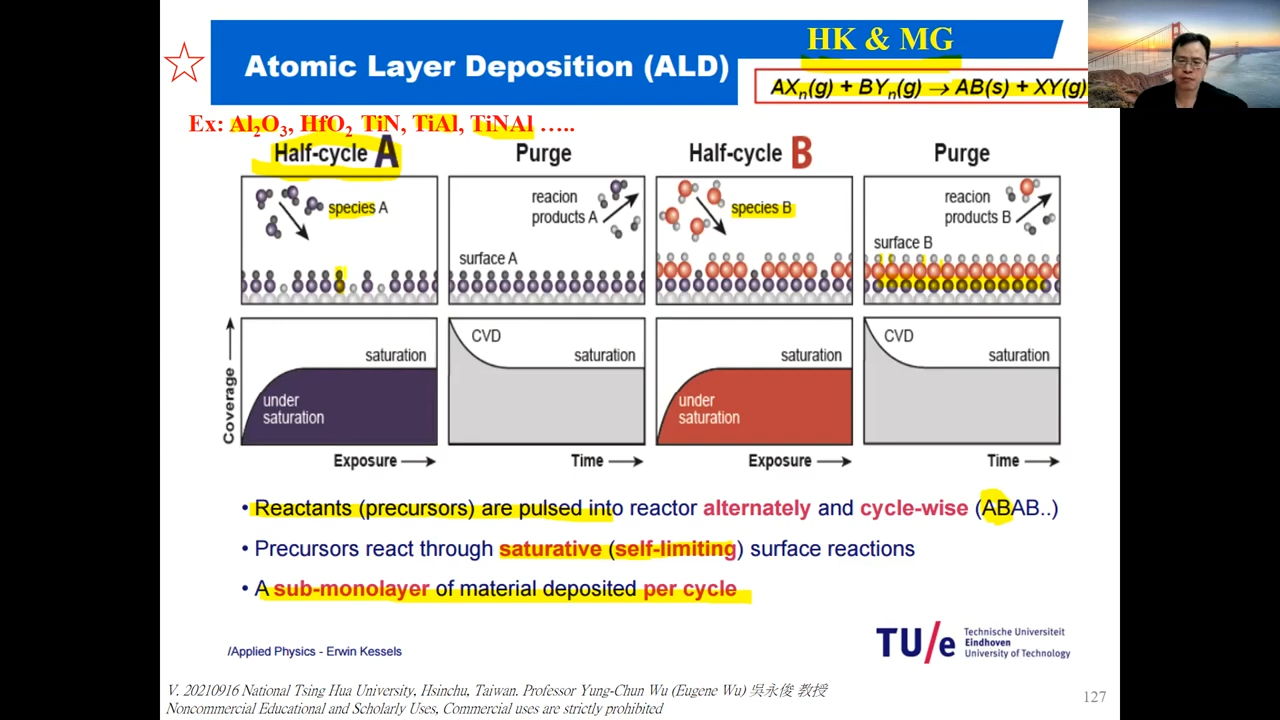 HK & MG
Atomic Layer Deposition (ALD)
AXn(g) + BYn(g) → AB(s) + XY(g)
Ex: Al2O3, HfO2 TiN, TiAl, TiNAl …..
Half-cycle A
Purge
Half-cycle B
Purge
species A
reacion
products A
surface A
species B
reacion
products B
surface B
Coverage
saturation
under
saturation
Exposure
CVD
saturation
Time
saturation
under
saturation
Exposure
CVD
saturation
Time
• Reactants (precursors) are pulsed into reactor alternately and cycle-wise (ABAB..)
• Precursors react through saturative (self-limiting) surface reactions
• A sub-monolayer of material deposited per cycle
/Applied Physics - Erwin Kessels
TU/e
Technische Universiteit
Eindhoven
University of Technology
V. 20210916 National Tsing Hua University, Hsinchu, Taiwan. Professor Yung-Chun Wu (Eugene Wu) 吳永俊 教授
Noncommercial Educational and Scholarly Uses, Commercial uses are strictly prohibited
127